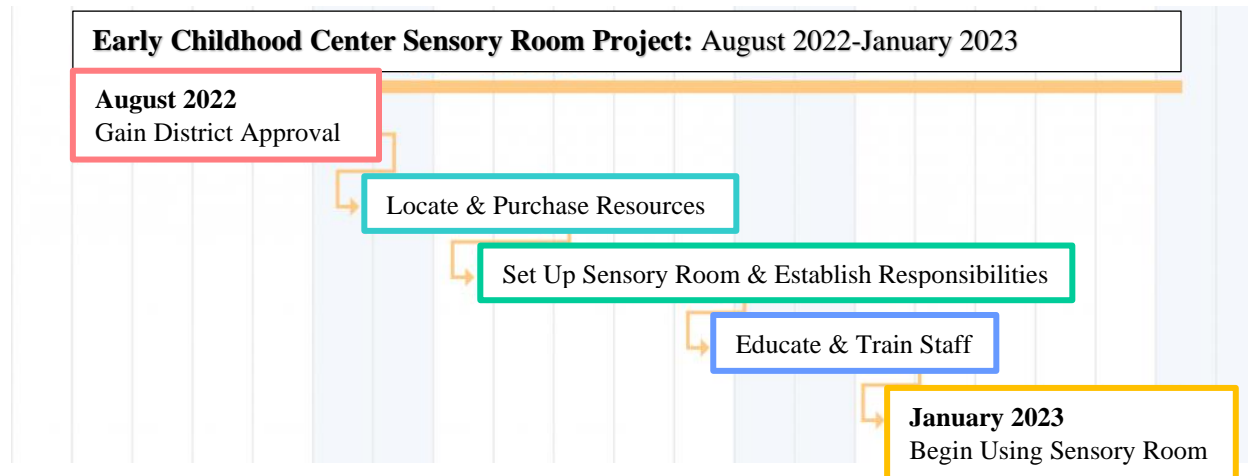 Early Childhood Center Sensory Room Project: August 2022-January 2023
August 2022
Gain District Approval
Locate & Purchase Resources
Set Up Sensory Room & Establish Responsibilities
Educate & Train Staff
January 2023
Begin Using Sensory Room